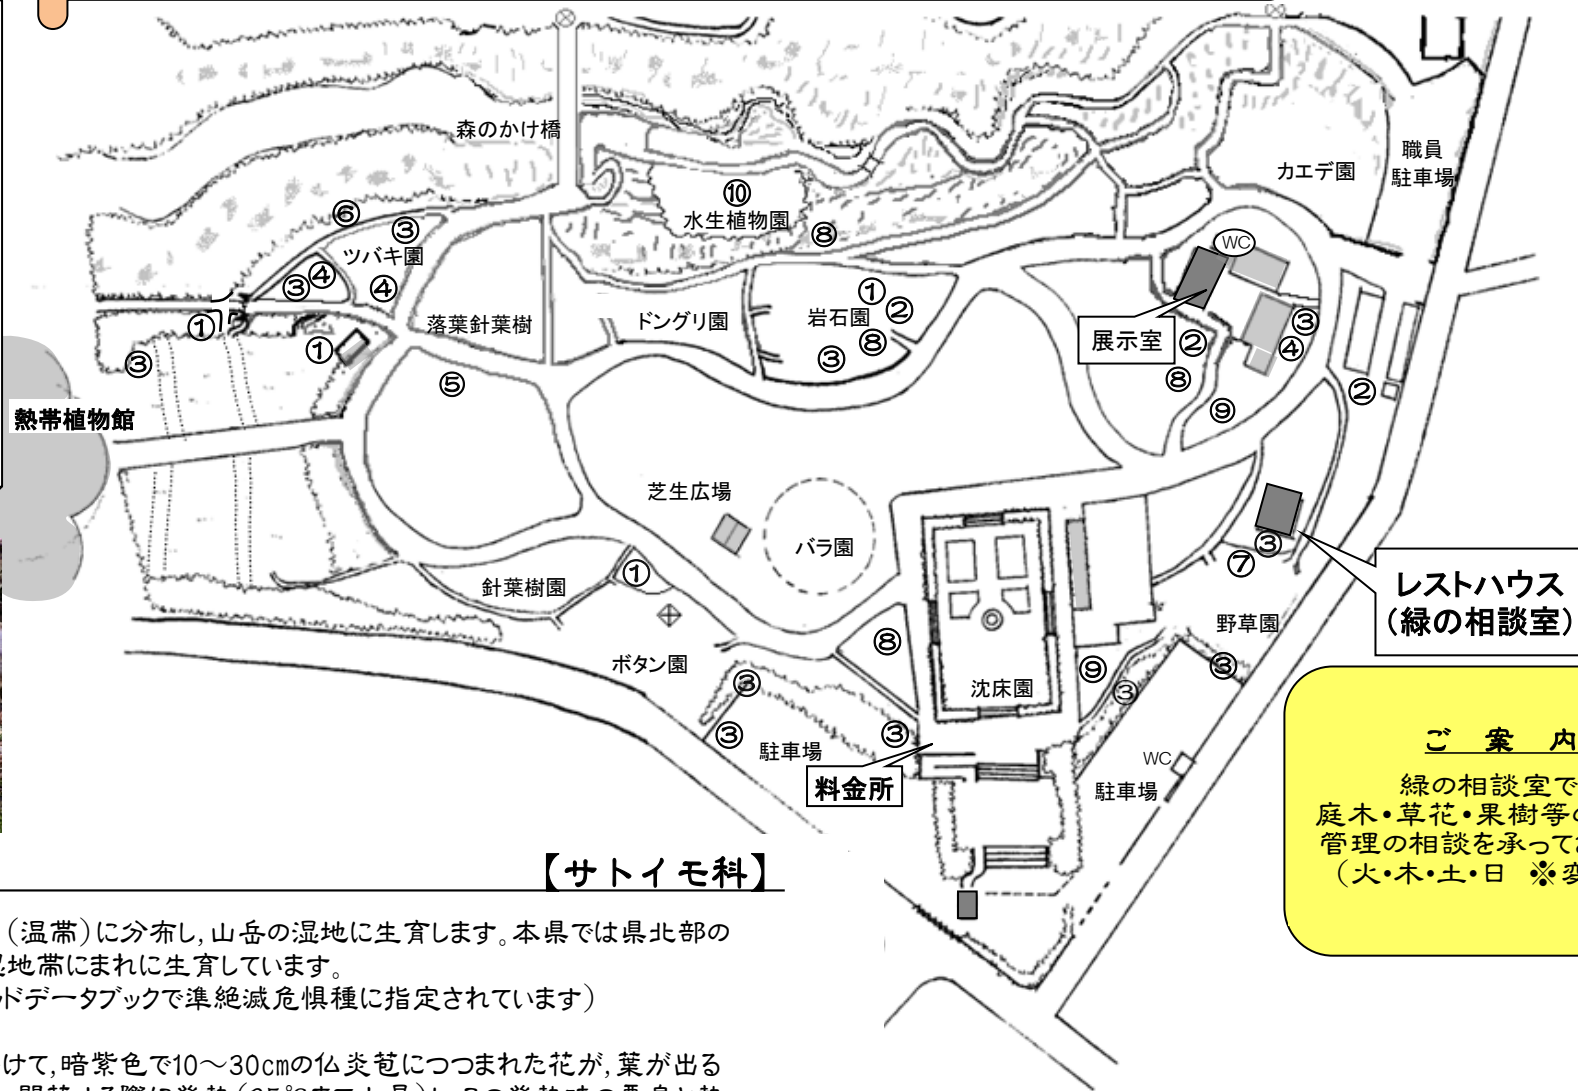 森のかけ橋
カエデ園
職員
駐車場
⑩
水生植物園
⑧
⑥
③
ツバキ園
④
③
④
①
③
①
落葉針葉樹
ドングリ園
①
岩石園
②
⑧
③
WC
展示室
②
⑧
⑨
③
④
②
⑤
熱帯植物館
芝生広場
バラ園
針葉樹園
①
③
⑦
レストハウス
(緑の相談室)
野草園
③
ボタン園
⑧
沈床園
⑨
③
③
③
駐車場
③
料金所
WC
駐車場
ご 案 内
緑の相談室で
庭木・草花・果樹等の
管理の相談を承って
(火・木・土・日 ※変
【サトイモ科】
(温帯)に分布し,山岳の湿地に生育します。本県では県北部の
湿地帯にまれに生育しています。
ッドデータブックで準絶滅危惧種に指定されています)
けて,暗紫色で10～30cmの仏炎苞につつまれた花が,葉が出る